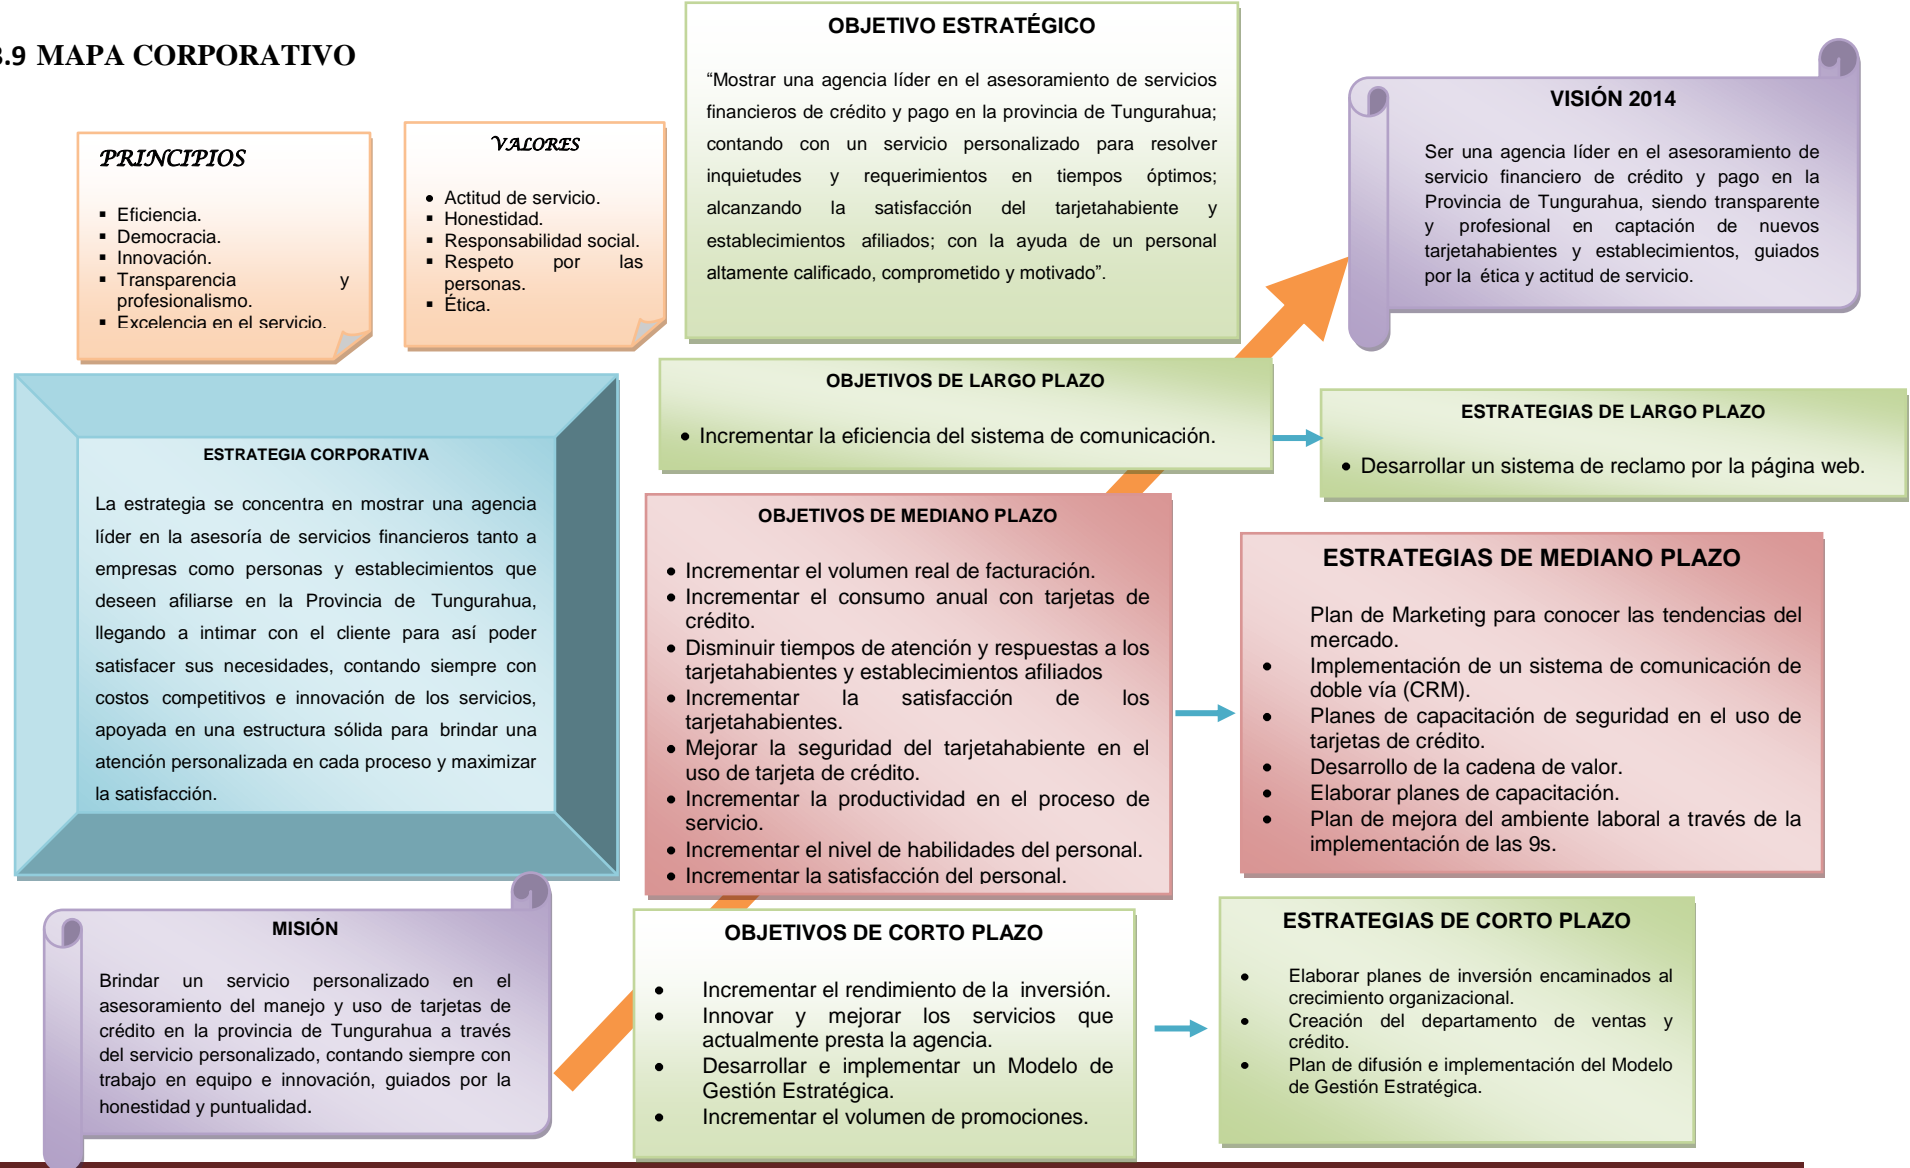 3.9 MAPA CORPORATIVO
OBJETIVO ESTRATÉGICO
“Mostrar una agencia líder en el asesoramiento de servicios
financieros de crédito y pago en la provincia de Tungurahua;
contando con un servicio personalizado para resolver
inquietudes y requerimientos en tiempos óptimos;
alcanzando la satisfacción del tarjetahabiente y
establecimientos afiliados; con la ayuda de un personal
altamente calificado, comprometido y motivado”.
VISIÓN 2014
Ser una agencia líder en el asesoramiento de
servicio financiero de crédito y pago en la
Provincia de Tungurahua, siendo transparente
y profesional en captación de nuevos
tarjetahabientes y establecimientos, guiados
por la ética y actitud de servicio.
PRINCIPIOS
▪ Eficiencia.
▪ Democracia.
▪ Innovación.
▪ Transparencia y
profesionalismo.
▪ Excelencia en el servicio.
VALORES
• Actitud de servicio.
▪ Honestidad.
▪ Responsabilidad social.
▪ Respeto por las
personas.
▪ Ética.
OBJETIVOS DE LARGO PLAZO
• Incrementar la eficiencia del sistema de comunicación.
ESTRATEGIAS DE LARGO PLAZO
• Desarrollar un sistema de reclamo por la página web.
ESTRATEGIA CORPORATIVA
La estrategia se concentra en mostrar una agencia
líder en la asesoría de servicios financieros tanto a
empresas como personas y establecimientos que
deseen afiliarse en la Provincia de Tungurahua,
llegando a intimar con el cliente para así poder
satisfacer sus necesidades, contando siempre con
costos competitivos e innovación de los servicios,
apoyada en una estructura sólida para brindar una
atención personalizada en cada proceso y maximizar
la satisfacción.
OBJETIVOS DE MEDIANO PLAZO
• Incrementar el volumen real de facturación.
• Incrementar el consumo anual con tarjetas de
crédito.
• Disminuir tiempos de atención y respuestas a los
tarjetahabientes y establecimientos afiliados
• Incrementar la satisfacción de los
tarjetahabientes.
• Mejorar la seguridad del tarjetahabiente en el
uso de tarjeta de crédito.
• Incrementar la productividad en el proceso de
servicio.
• Incrementar el nivel de habilidades del personal.
• Incrementar la satisfacción del personal.
ESTRATEGIAS DE MEDIANO PLAZO
Plan de Marketing para conocer las tendencias del
mercado.
• Implementación de un sistema de comunicación de
doble vía (CRM).
• Planes de capacitación de seguridad en el uso de
tarjetas de crédito.
• Desarrollo de la cadena de valor.
• Elaborar planes de capacitación.
• Plan de mejora del ambiente laboral a través de la
implementación de las 9s.
MISIÓN
Brindar un servicio personalizado en el
asesoramiento del manejo y uso de tarjetas de
crédito en la provincia de Tungurahua a través
del servicio personalizado, contando siempre con
trabajo en equipo e innovación, guiados por la
honestidad y puntualidad.
OBJETIVOS DE CORTO PLAZO
• Incrementar el rendimiento de la inversión.
• Innovar y mejorar los servicios que
actualmente presta la agencia.
• Desarrollar e implementar un Modelo de
Gestión Estratégica.
• Incrementar el volumen de promociones.
ESTRATEGIAS DE CORTO PLAZO
• Elaborar planes de inversión encaminados al
crecimiento organizacional.
• Creación del departamento de ventas y
crédito.
• Plan de difusión e implementación del Modelo
de Gestión Estratégica.